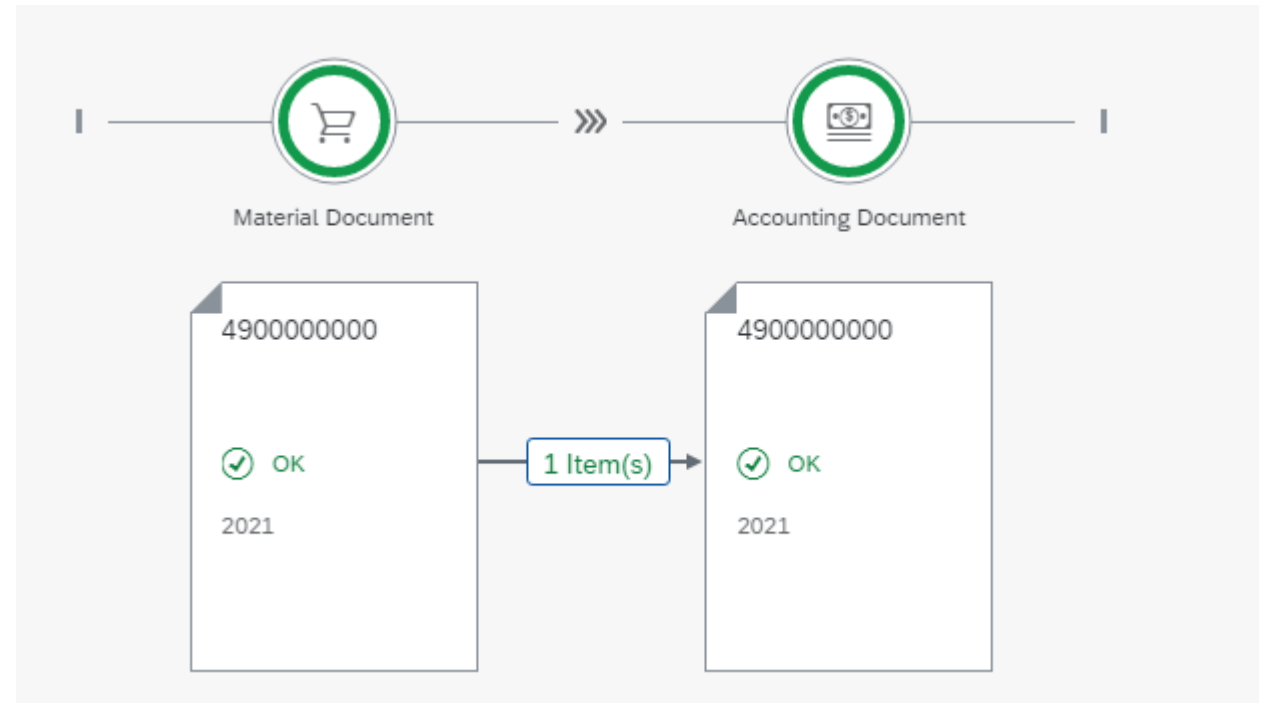 Material Document
Accounting Document
4900000000
4900000000
OK
1 Item(s)
OK
2021
2021